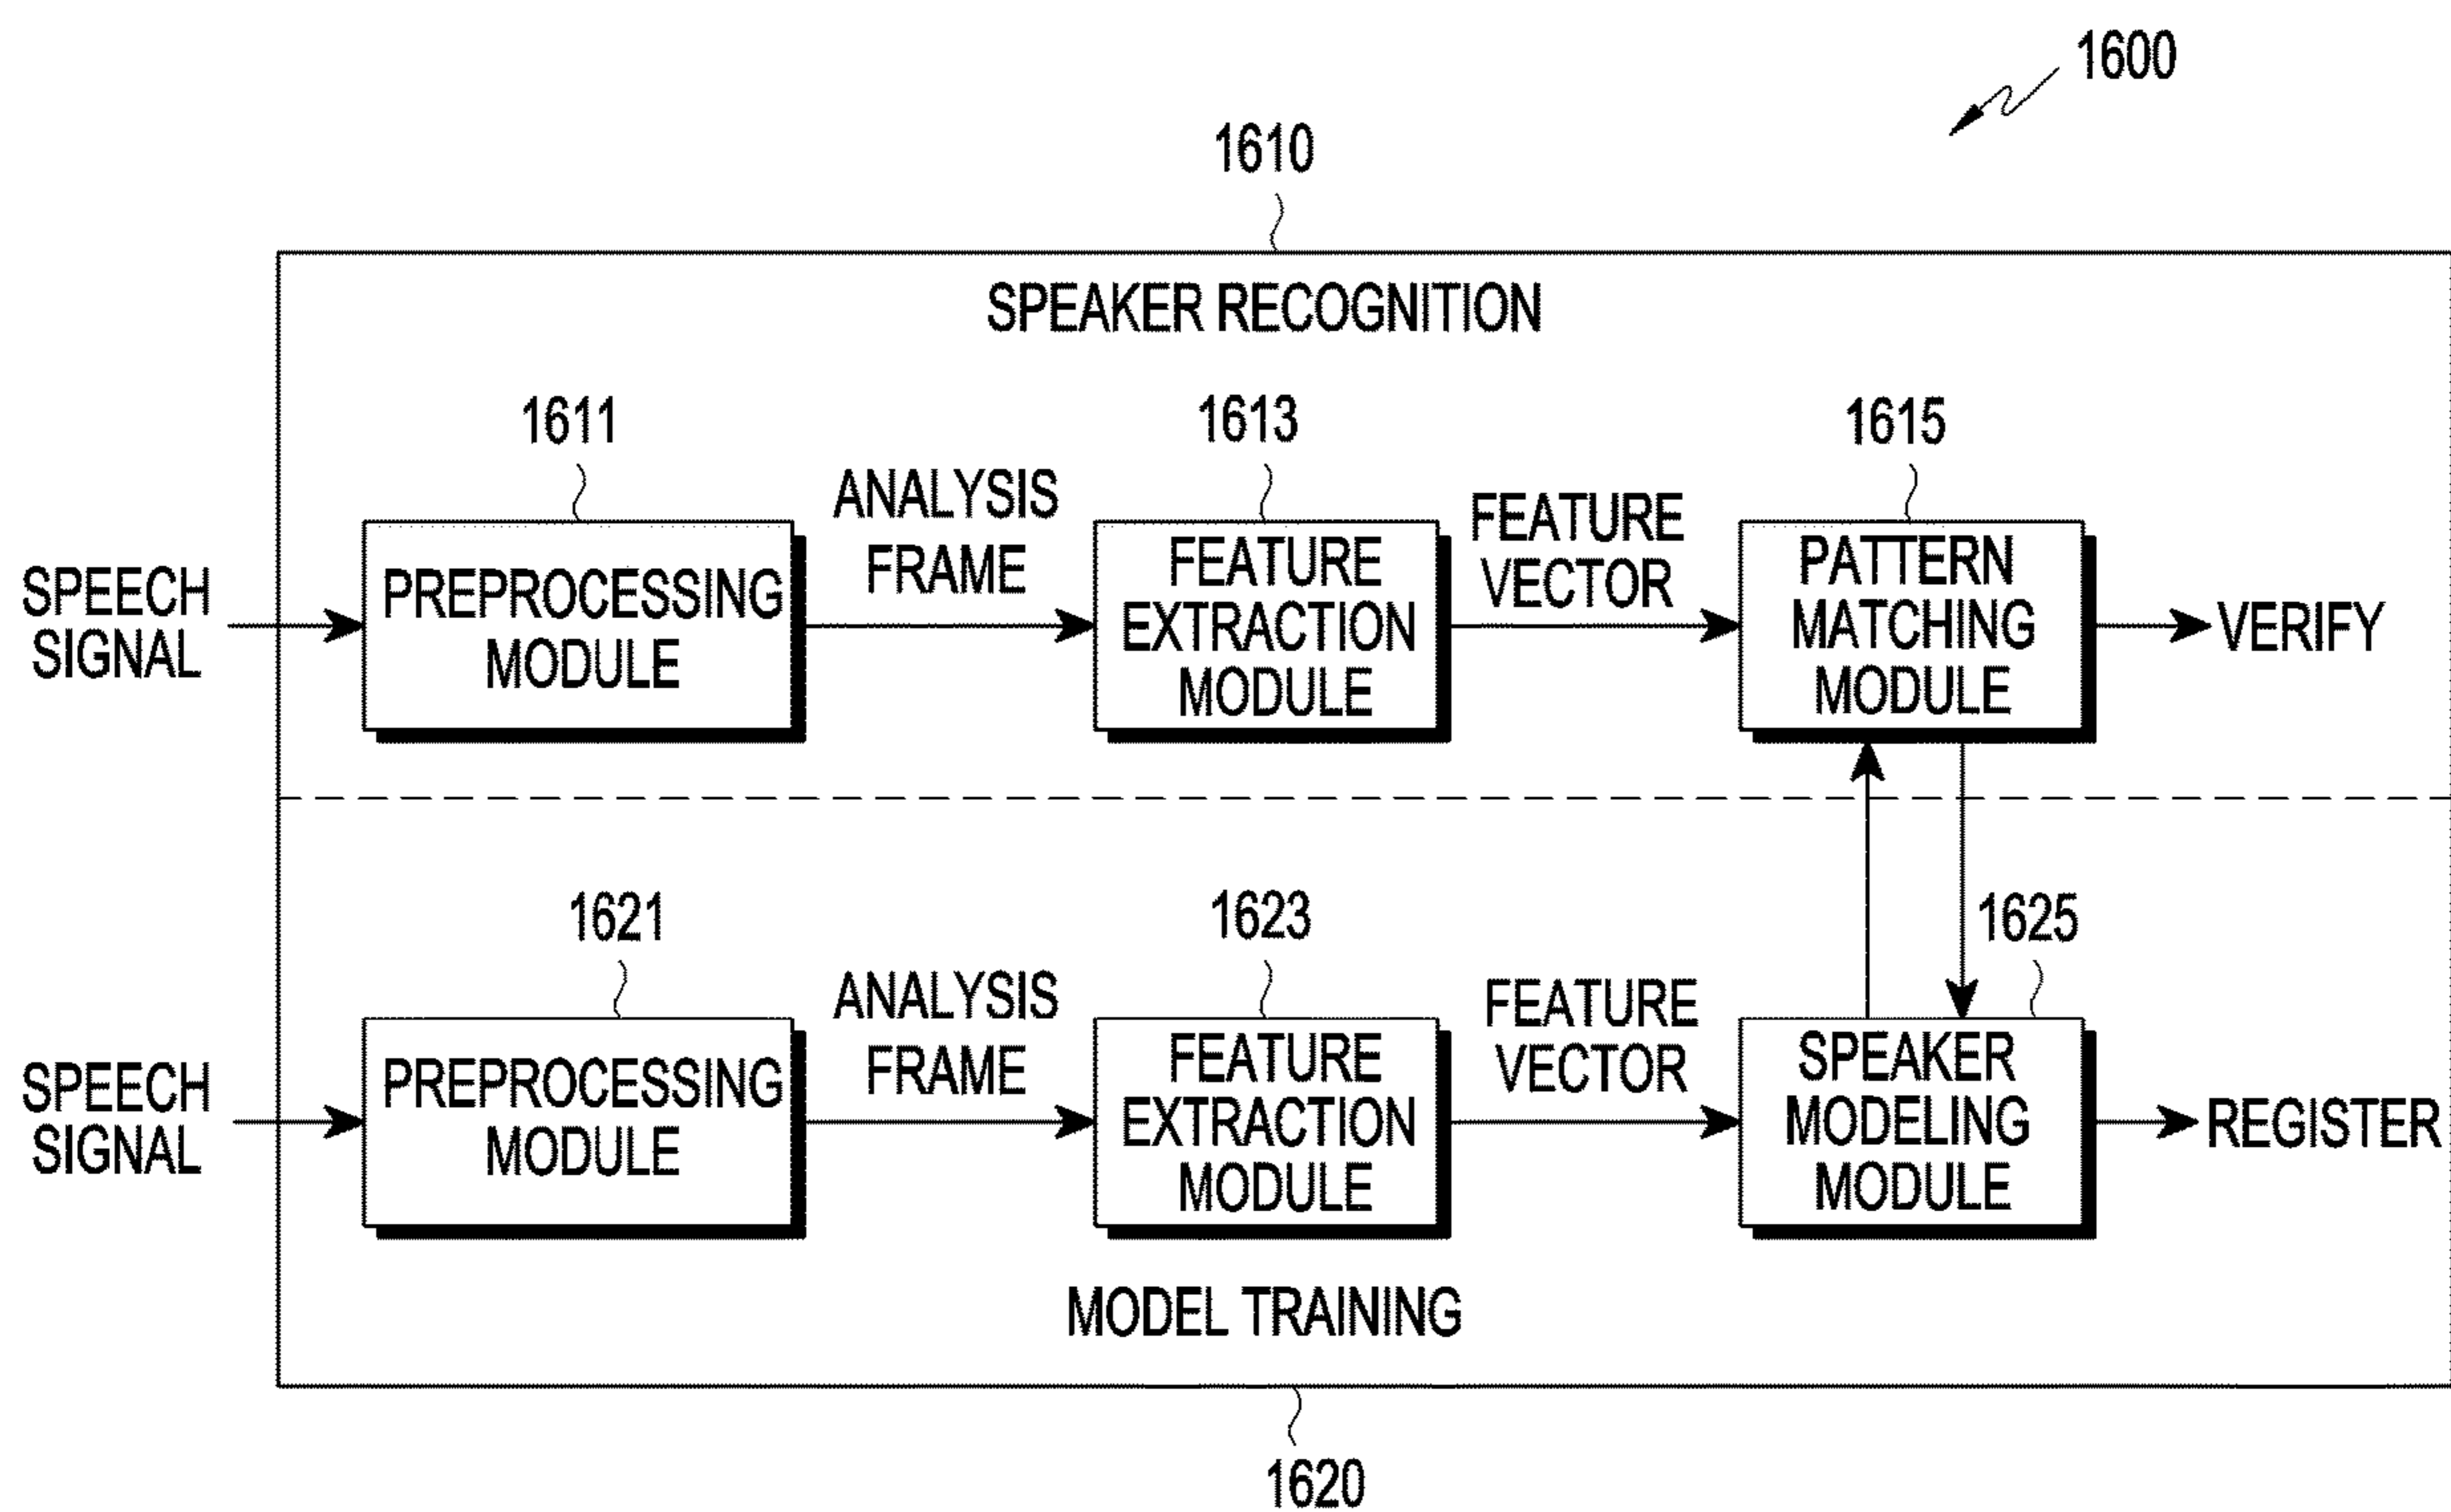 1600
1610
SPEAKER RECOGNITION
1611
1613
1615
SPEECH
SIGNAL
PREPROCESSING
MODULE
ANALYSIS
FRAME
FEATURE
EXTRACTION
MODULE
FEATURE
VECTOR
PATTERN
MATCHING
MODULE
VERIFY
1621
1623
1625
SPEECH
SIGNAL
PREPROCESSING
MODULE
ANALYSIS
FRAME
FEATURE
EXTRACTION
MODULE
FEATURE
VECTOR
SPEAKER
MODELING
MODULE
REGISTER
MODEL TRAINING
1620